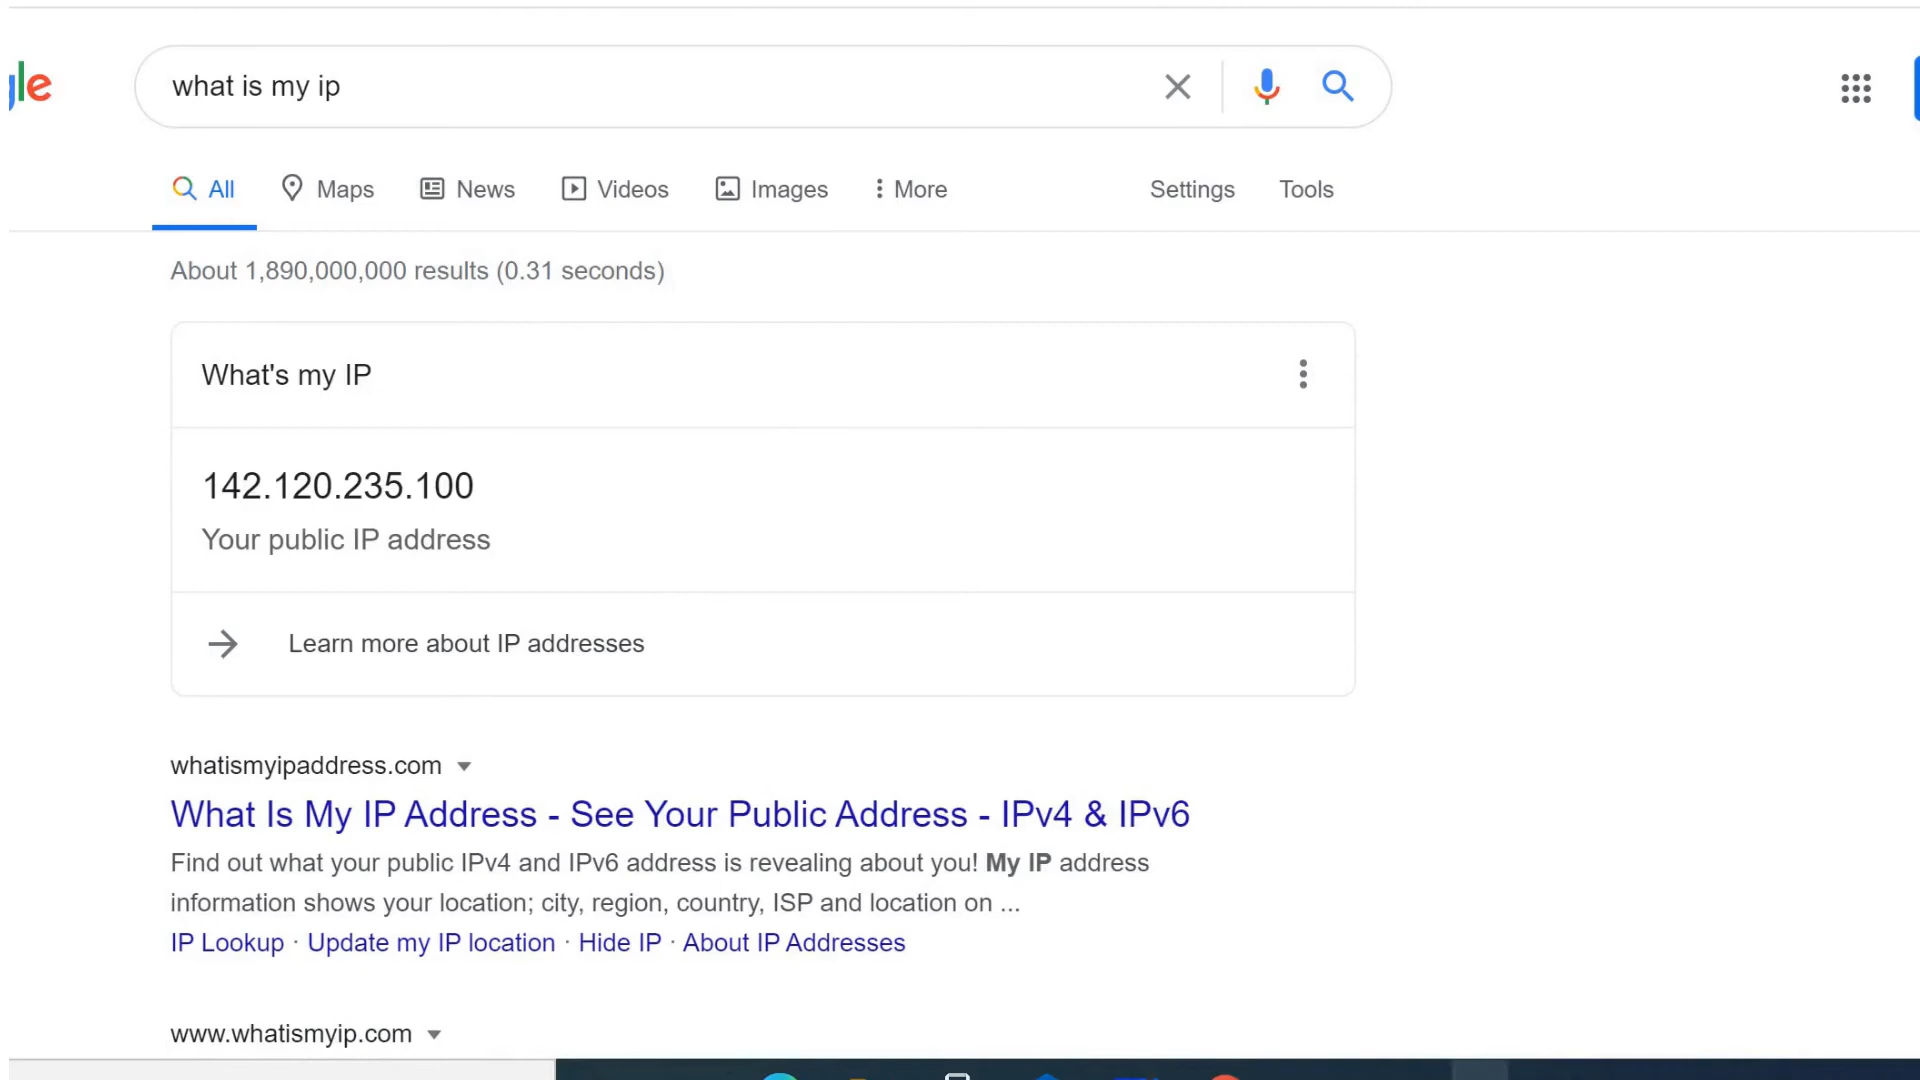 le
what is my ip
All
Maps
News
Videos
Images
More
Settings
Tools
About 1,890,000,000 results (0.31 seconds)
What's my IP
142.120.235.100
Your public IP address
Learn more about IP addresses
whatismyipaddress.com
What Is My IP Address - See Your Public Address - IPv4 & IPv6
Find out what your public IPv4 and IPv6 address is revealing about you! My IP address
information shows your location; city, region, country, ISP and location on ...
IP Lookup · Update my IP location · Hide IP · About IP Addresses
www.whatismyip.com